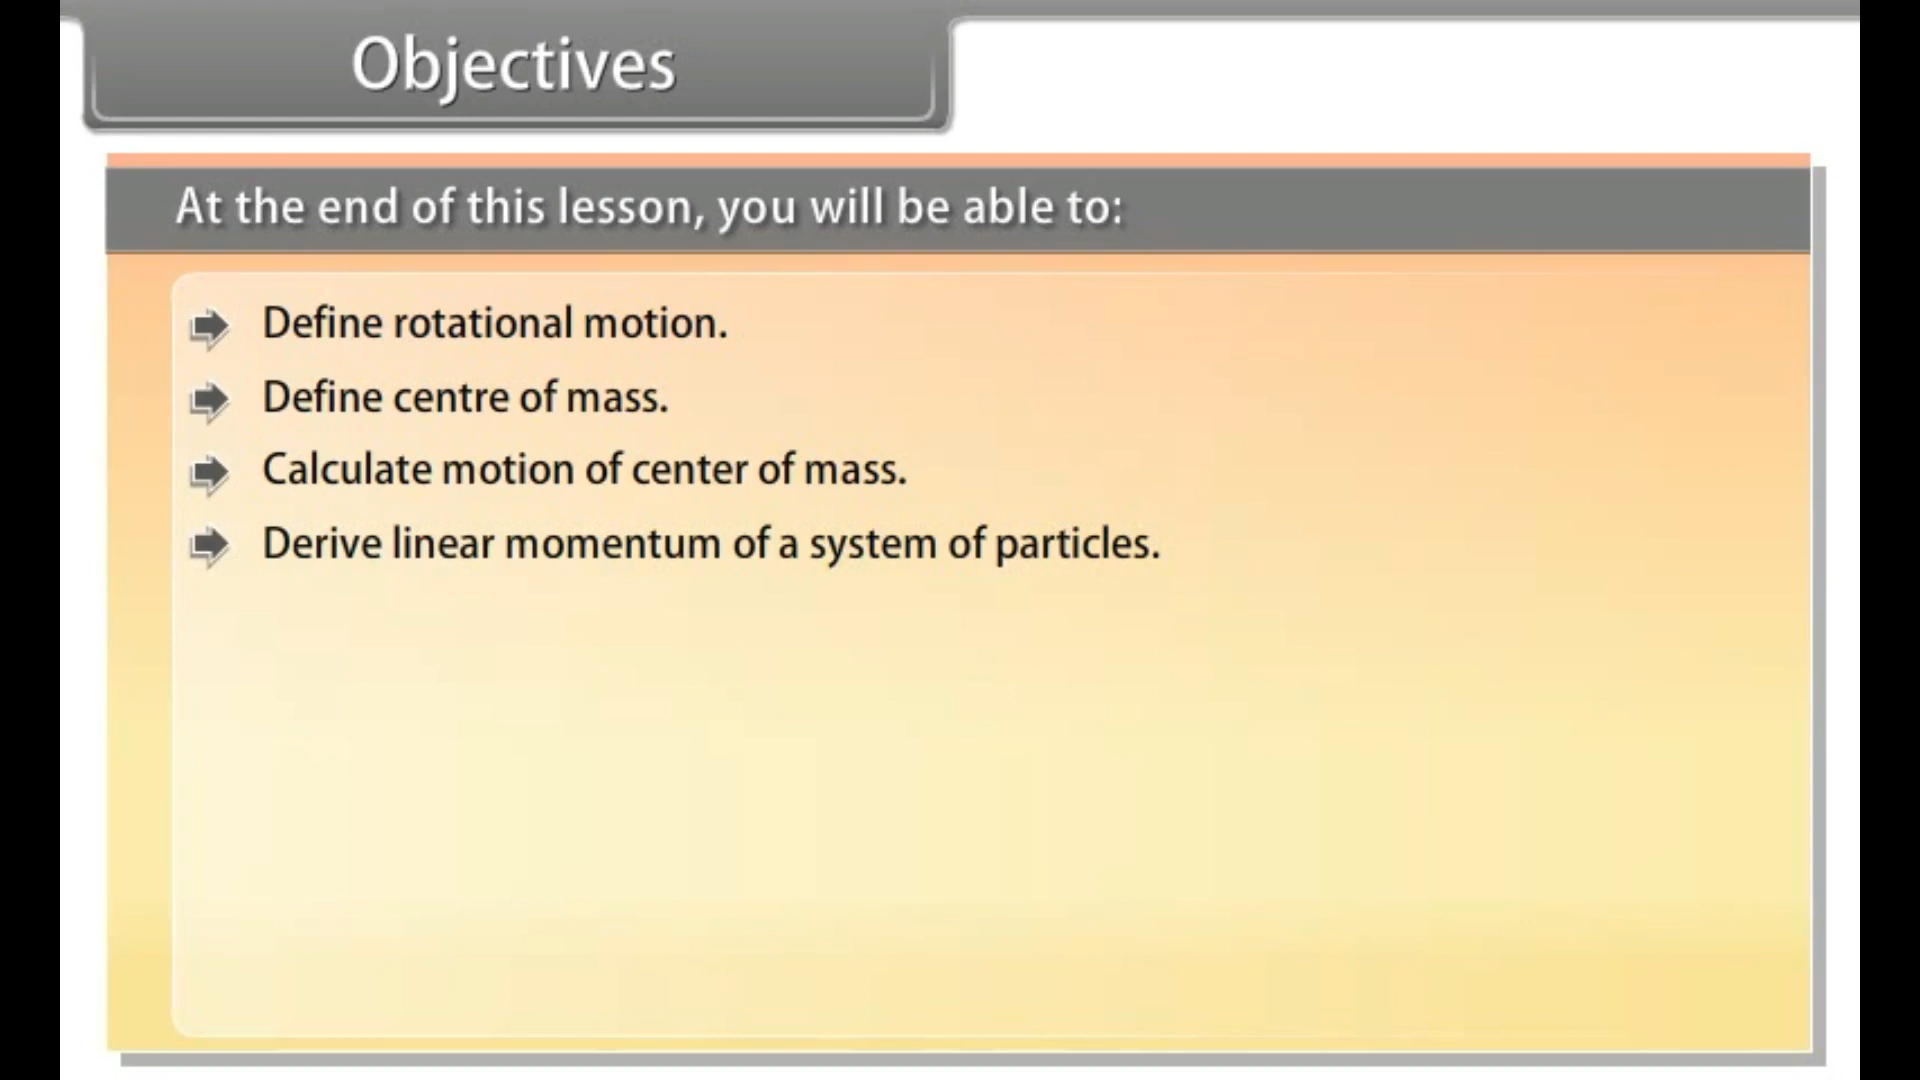 Objectives
At the end of this lesson, you will be able to:
Define rotational motion.
Define centre of mass.
Calculate motion of center of mass.
Derive linear momentum of a system of particles.